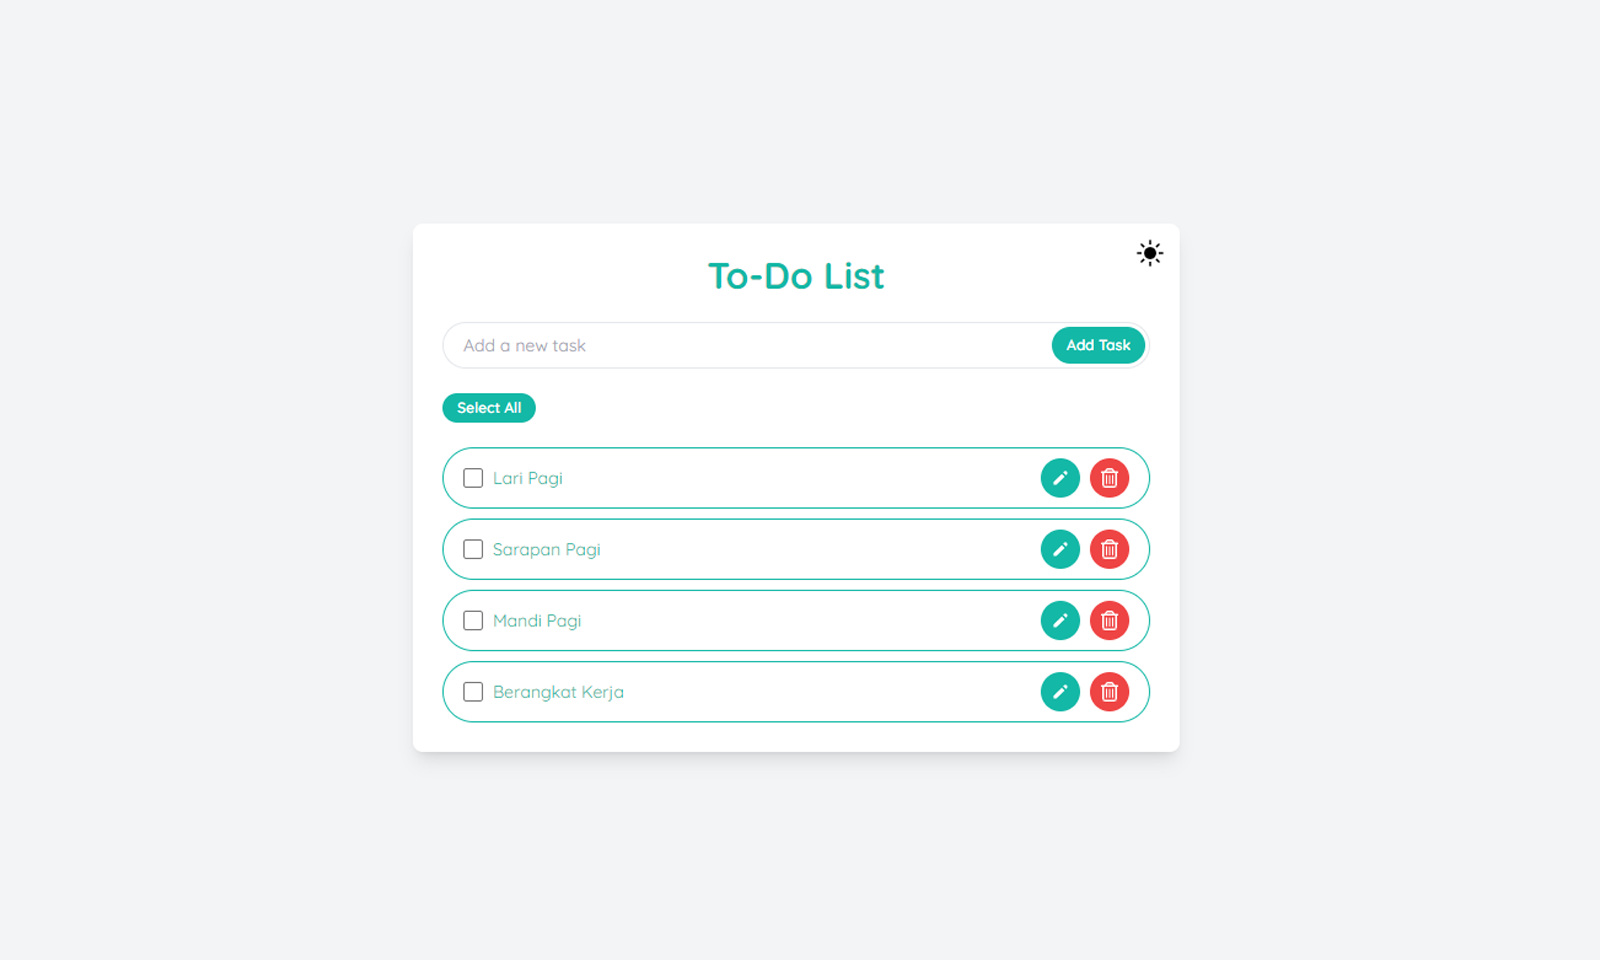 To-Do List
Add a new task
Add Task
Select All
Lari Pagi
Sarapan Pagi
Mandi Pagi
Berangkat Kerja